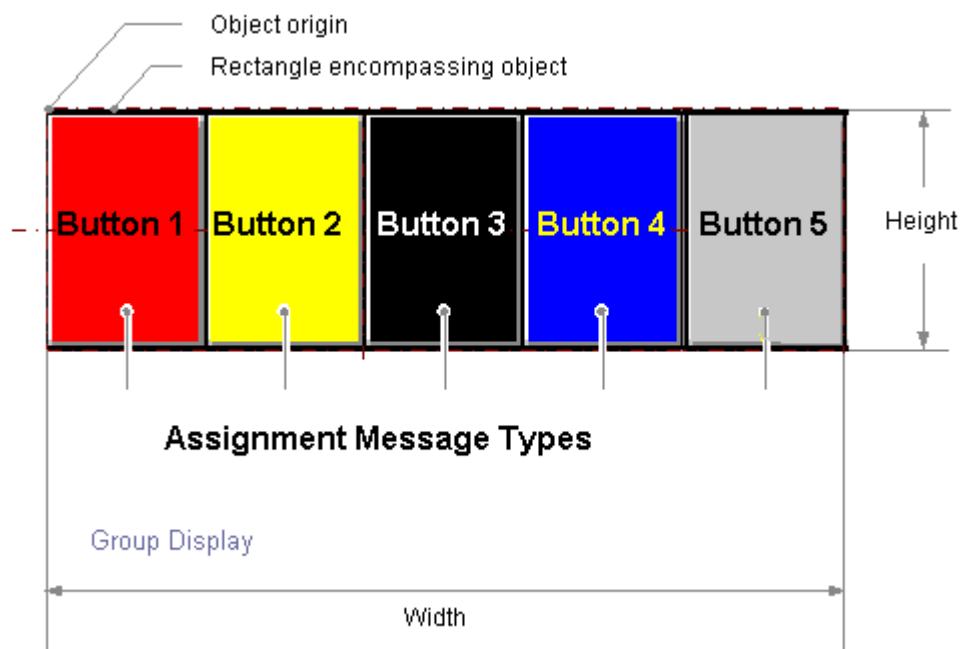 Object origin
Rectangle encompassing object
Button 1 Button 2 Button 3 Button 4 Button 5
Height
Assignment Message Types
Group Display
Width